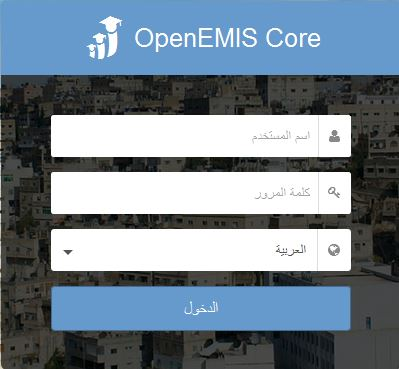 OpenEMIS Core
اسم المستخدم
كلمة المرور
العربية
الدخول